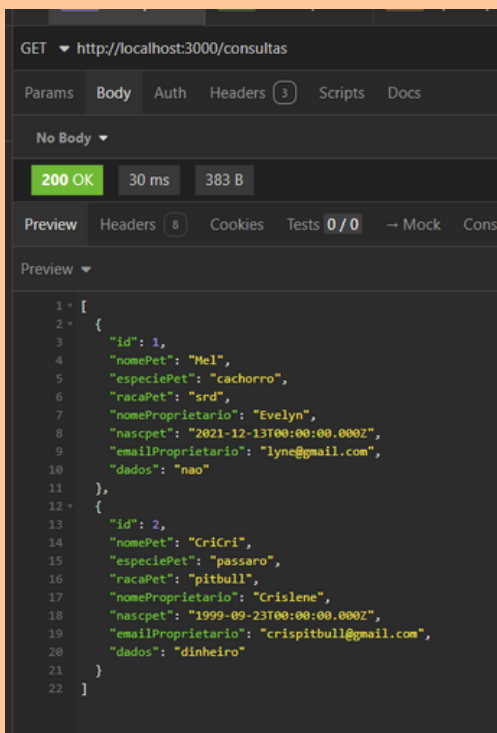 GET http://localhost:3000/consultas
Params Body Auth Headers 3 Scripts Docs
No Body
200 OK 30 ms 383 B
Preview Headers 8 Cookies Tests 0 / 0 → Mock Cons
Preview
1 [
2 {
3 "id": 1,
4 "nomePet": "Mel",
5 "especiePet": "cachorro",
6 "racaPet": "srd",
7 "nomeProprietario": "Evelyn",
8 "nascpet": "2021-12-13T00:00:00.000Z",
9 "emailProprietario": "lyne@gmail.com",
10 "dados": "nao"
11 },
12 {
13 "id": 2,
14 "nomePet": "CriCri",
15 "especiePet": "passaro",
16 "racaPet": "pitbull",
17 "nomeProprietario": "Crislene",
18 "nascpet": "1999-09-23T00:00:00.000Z",
19 "emailProprietario": "crispitbull@gmail.com",
20 "dados": "dinheiro"
21 }
22 ]